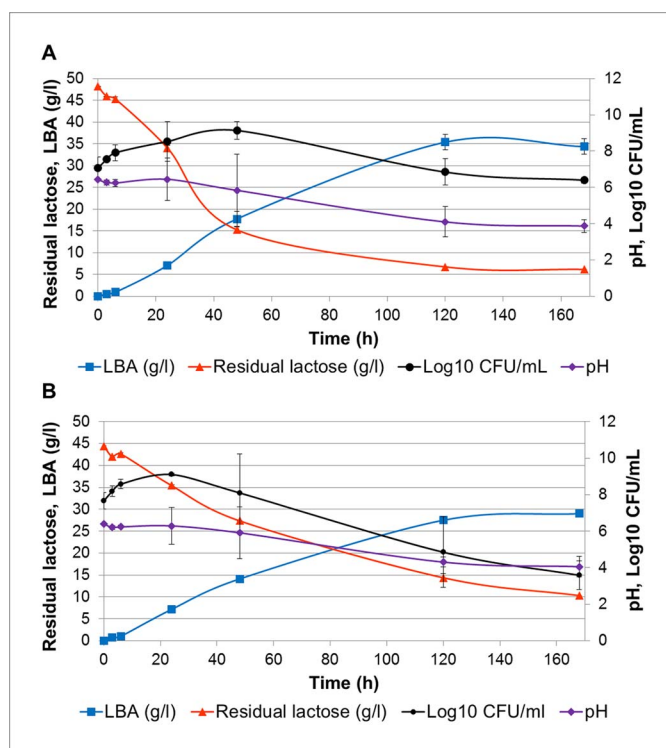 A
50 12
45
10
40
35
8
30
25 6
20
4
15
10
2
5
0 0
0 20 40 60 80 100 120 140 160
Residual lactose, LBA (g/l)
pH, Log10 CFU/mL
Time (h)
LBA (g/l) Residual lactose (g/l) Log10 CFU/mL pH
B
50 12
45
10
40
35
8
30
25 6
20
4
15
10
2
5
0 0
0 20 40 60 80 100 120 140 160
Residual lactose, LBA (g/l)
pH, Log10 CFU/mL
Time (h)
LBA (g/l) Residual lactose (g/l) Log10 CFU/ml pH